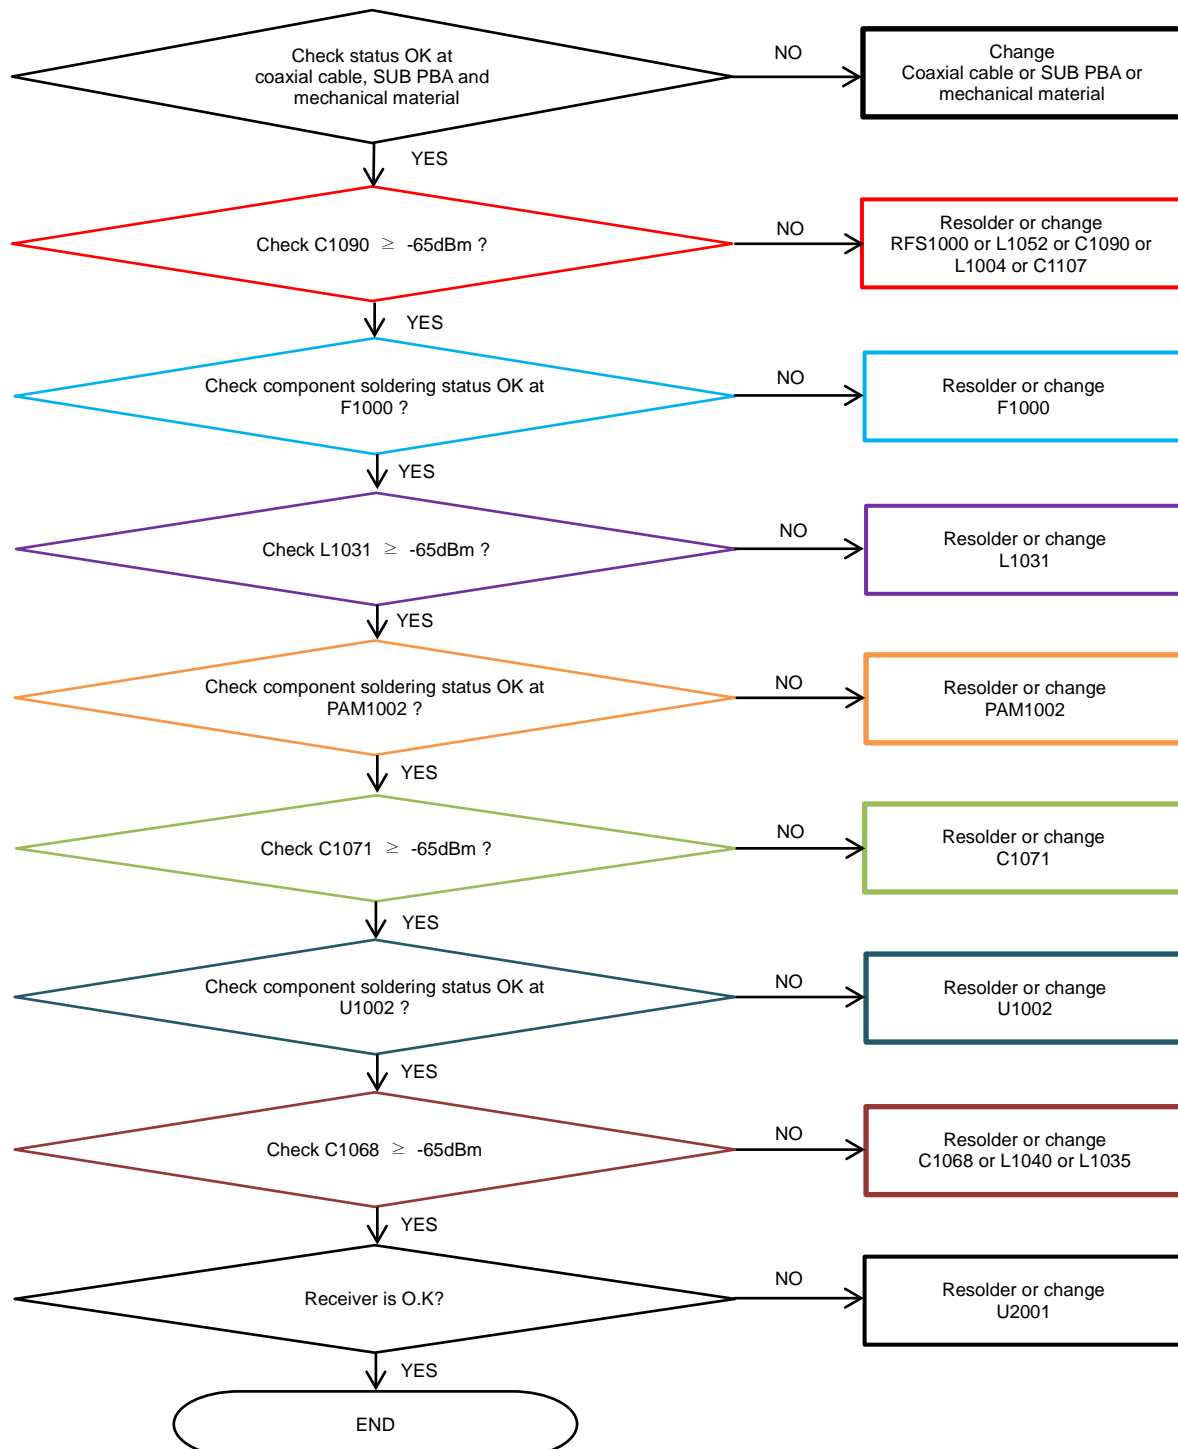 Check status OK at
coaxial cable, SUB PBA and
mechanical material
NO
Change
Coaxial cable or SUB PBA or
mechanical material
YES
Check C1090 ≥ -65dBm ?
NO
Resolder or change
RFS1000 or L1052 or C1090 or
L1004 or C1107
YES
Check component soldering status OK at
F1000 ?
NO
Resolder or change
F1000
YES
Check L1031 ≥ -65dBm ?
NO
Resolder or change
L1031
YES
Check component soldering status OK at
PAM1002 ?
NO
Resolder or change
PAM1002
YES
Check C1071 ≥ -65dBm ?
NO
Resolder or change
C1071
YES
Check component soldering status OK at
U1002 ?
NO
Resolder or change
U1002
YES
Check C1068 ≥ -65dBm
NO
Resolder or change
C1068 or L1040 or L1035
YES
Receiver is O.K?
NO
Resolder or change
U2001
YES
END